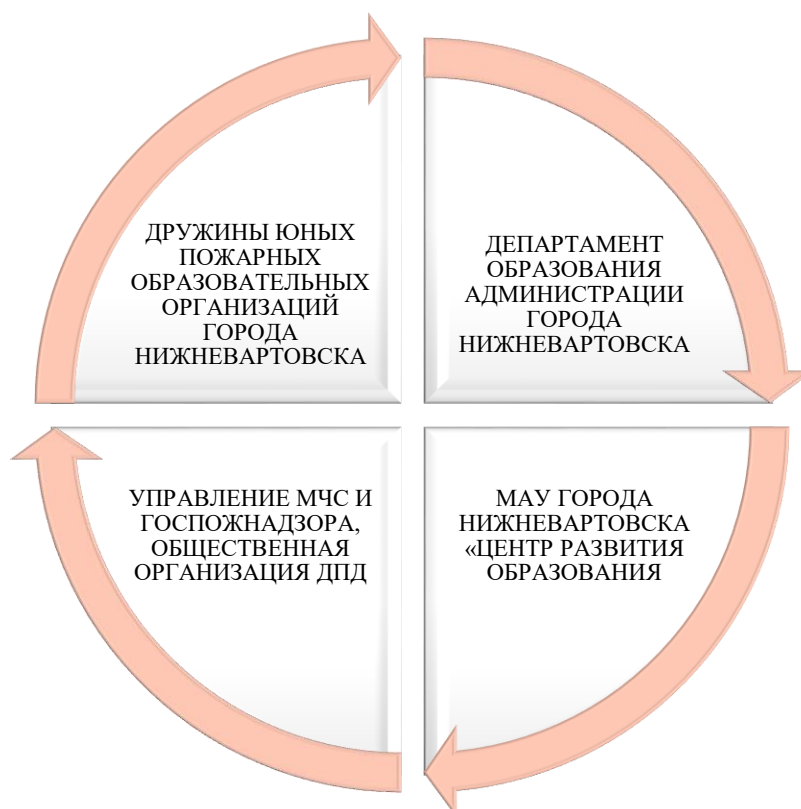 ДРУЖИНЫ ЮНЫХ
ПОЖАРНЫХ
ОБРАЗОВАТЕЛЬНЫХ
ОРГАНИЗАЦИЙ
ГОРОДА
НИЖНЕВАРТОВСКА
ДЕПАРТАМЕНТ
ОБРАЗОВАНИЯ
АДМИНИСТРАЦИИ
ГОРОДА
НИЖНЕВАРТОВСКА
УПРАВЛЕНИЕ МЧС И
ГОСПОЖНАДЗОРА,
ОБЩЕСТВЕННАЯ
ОРГАНИЗАЦИЯ ДПД
МАУ ГОРОДА
НИЖНЕВАРТОВСКА
«ЦЕНТР РАЗВИТИЯ
ОБРАЗОВАНИЯ